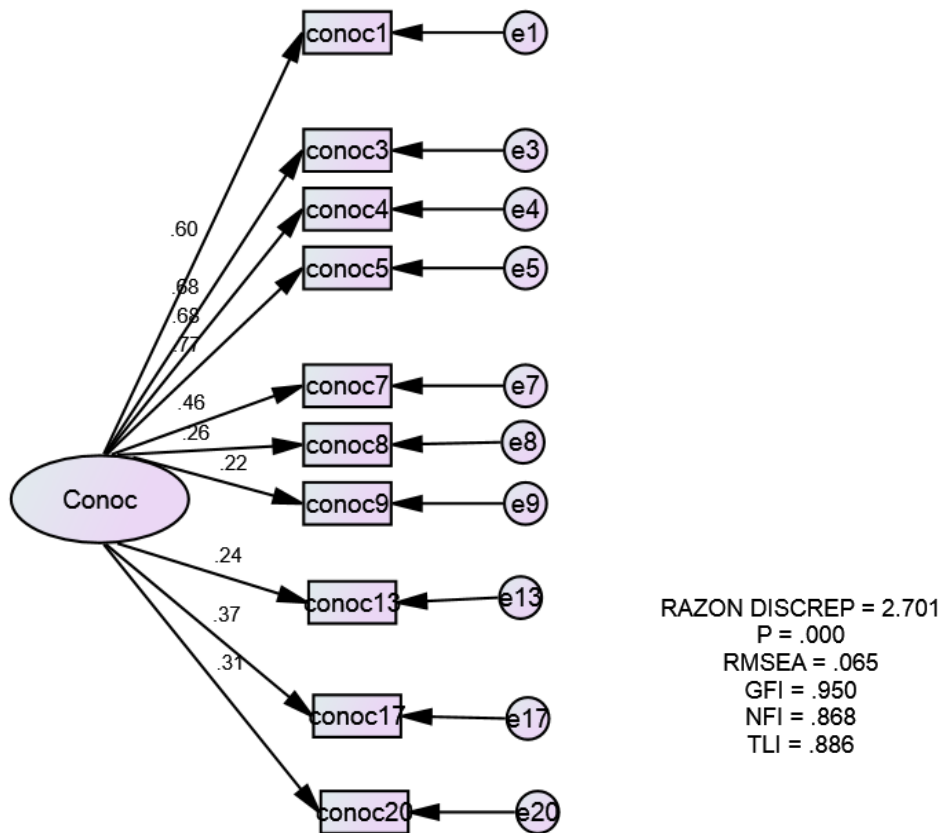 conoc1 e1
conoc3 e3
conoc4 e4
conoc5 e5
.60
.68
.68
.77
conoc7 e7
.46
.26
conoc8 e8
.22
conoc9 e9
Conoc
.24
conoc13 e13
.37
.31
conoc17 e17
conoc20 e20
RAZON DISCREP = 2.701
P = .000
RMSEA = .065
GFI = .950
NFI = .868
TLI = .886